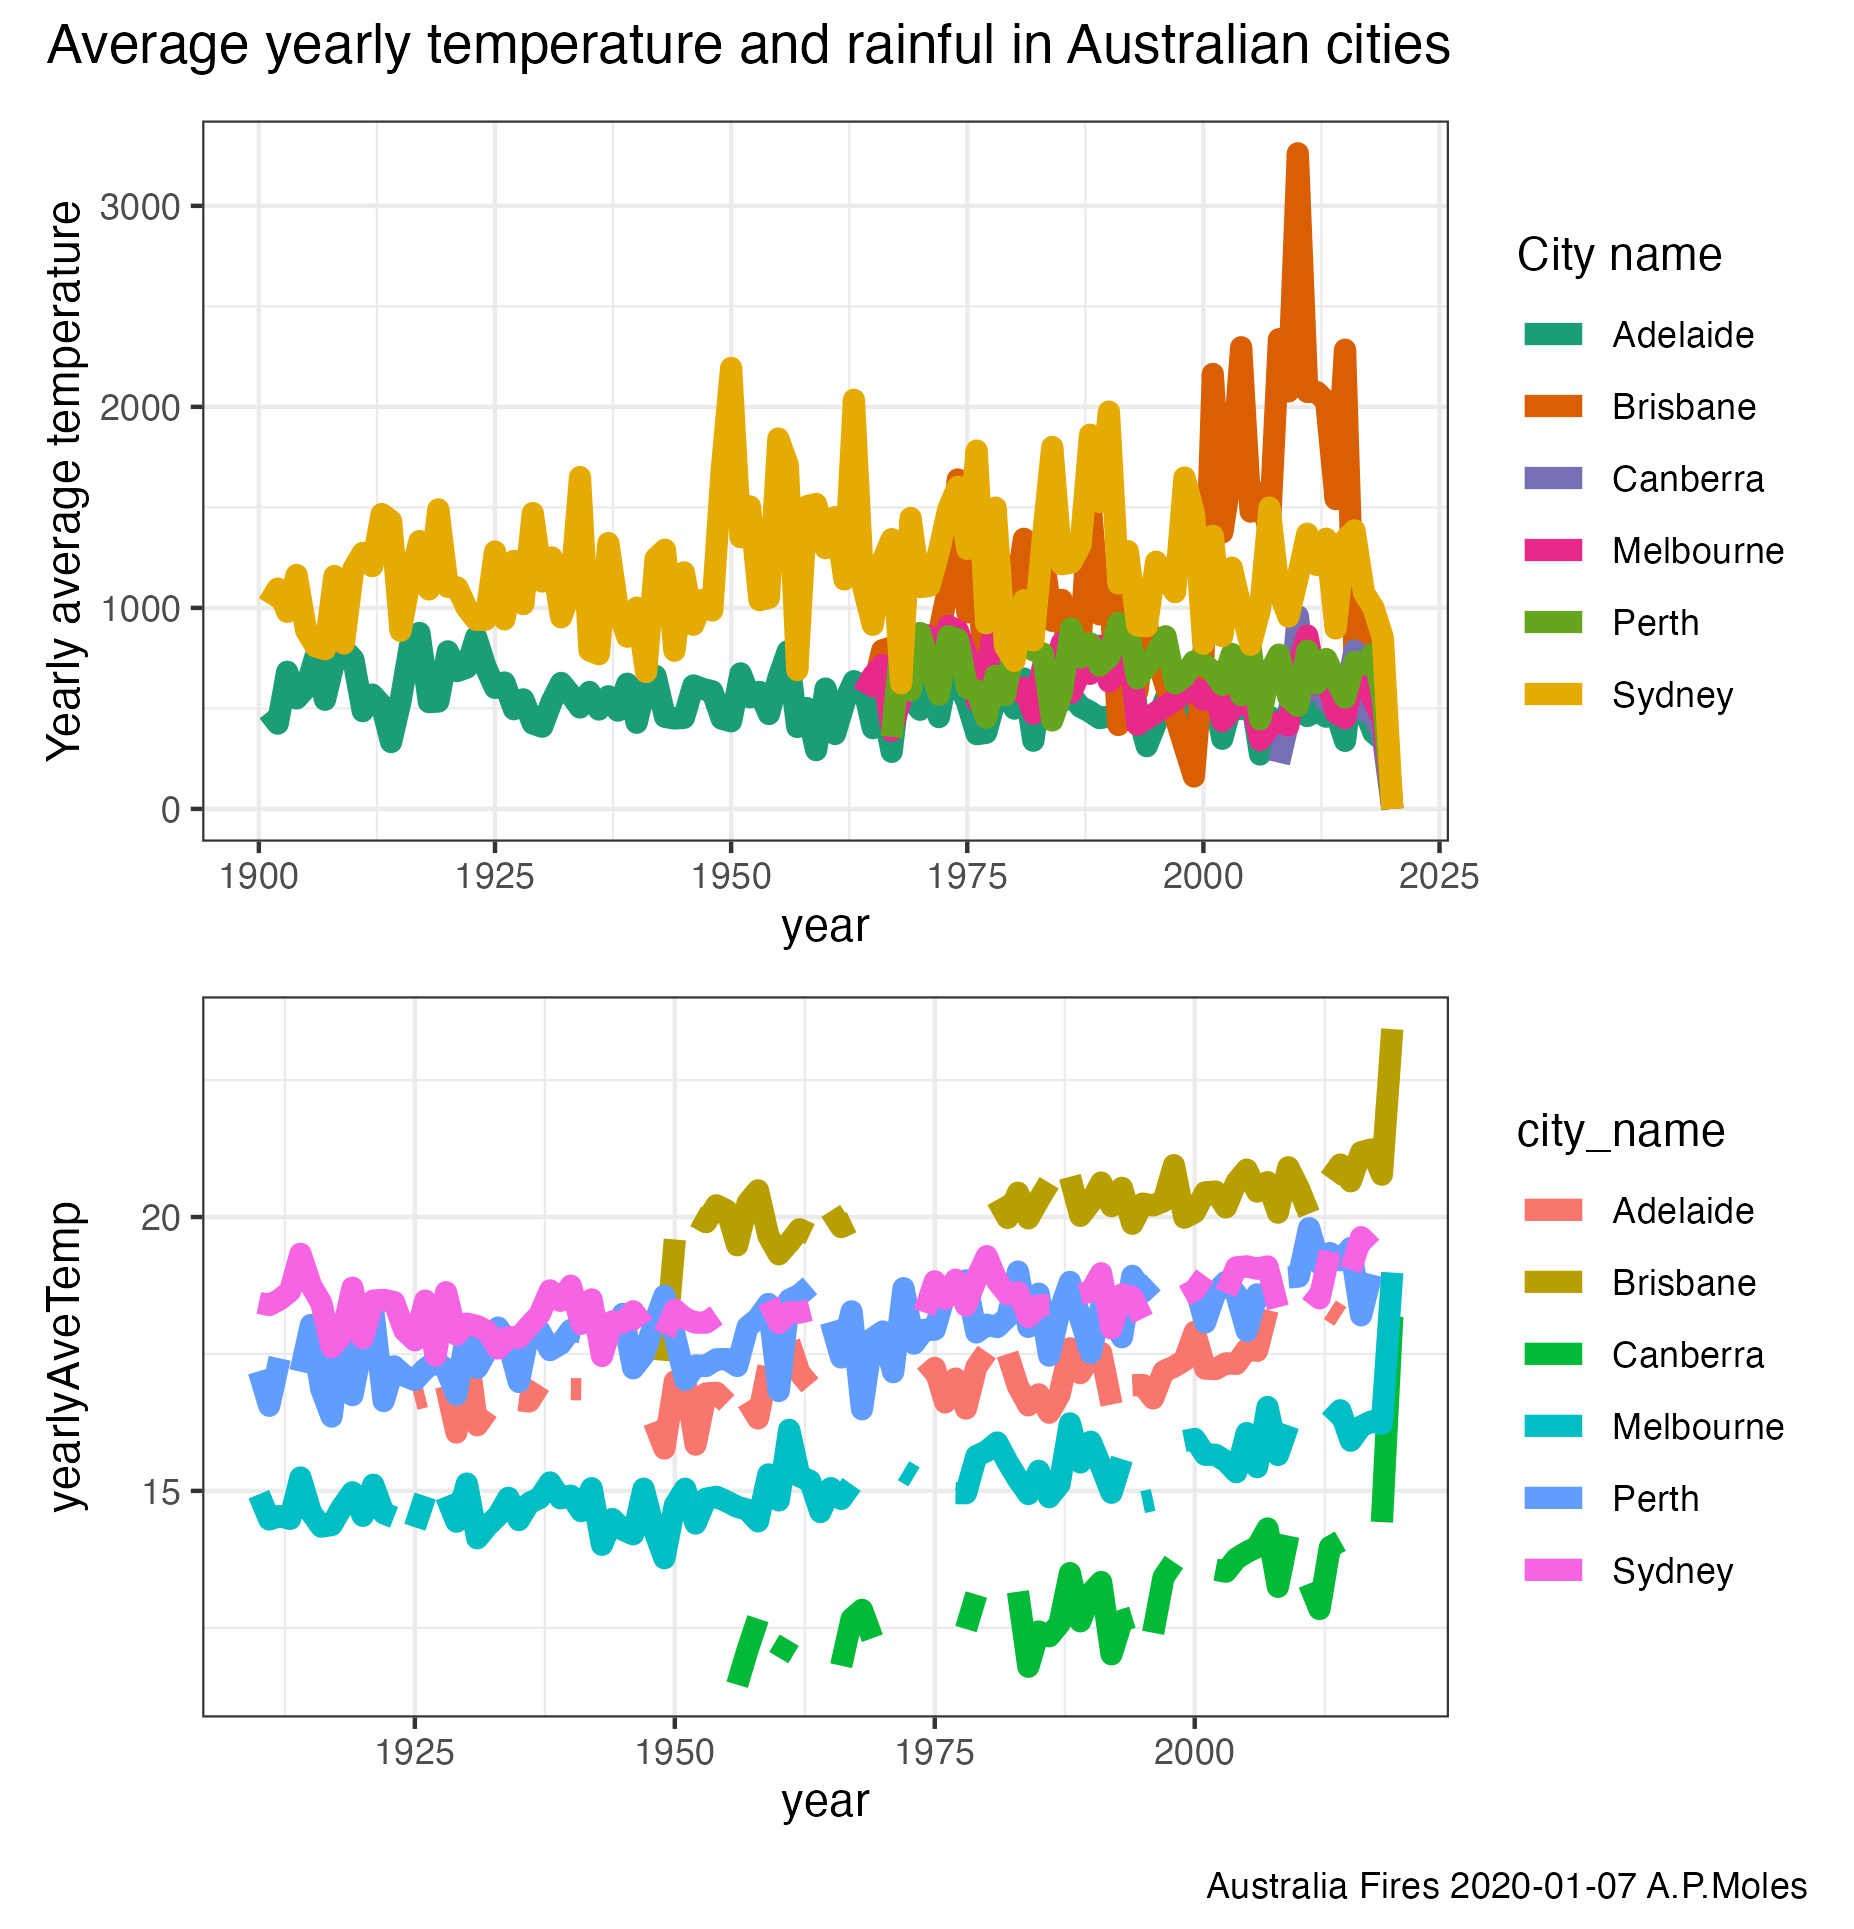 Average yearly temperature and rainful in Australian cities
Yearly average temperature
3000
2000
1000
0
1900 1925 1950 1975 2000 2025
year
City name
Adelaide
Brisbane
Canberra
Melbourne
Perth
Sydney
yearlyAveTemp
20
15
1925 1950 1975 2000
year
city_name
Adelaide
Brisbane
Canberra
Melbourne
Perth
Sydney
Australia Fires 2020-01-07 A.P.Moles